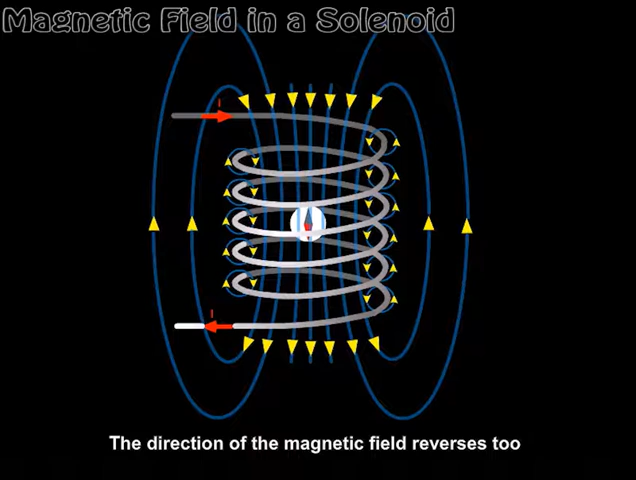 Magnetic Field in a Solenoid
I
I
The direction of the magnetic field reverses too